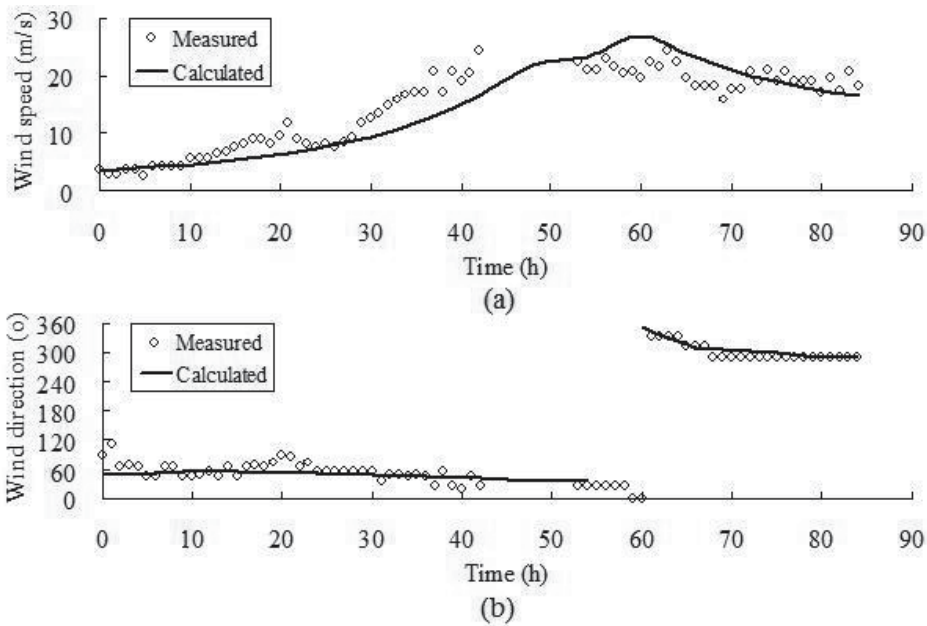 30
20
10
0
Wind speed (m/s)
Measured
Calculated
0 10 20 30 40 50 60 70 80 90
Time (h)
(a)
360
300
240
180
120
60
0
Wind direction (o)
Measured
Calculated
0 10 20 30 40 50 60 70 80 90
Time (h)
(b)